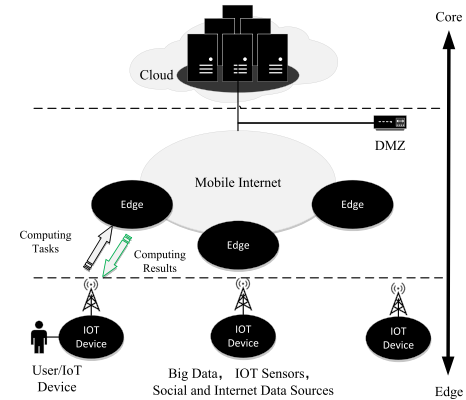 Core
Cloud
DMZ
Mobile Internet
Edge
Edge
Edge
Computing
Tasks
Computing
Results
IOT
Device
IOT
Device
IOT
Device
User/IoT
Device
Big Data, IOT Sensors,
Social and Internet Data Sources
Edge